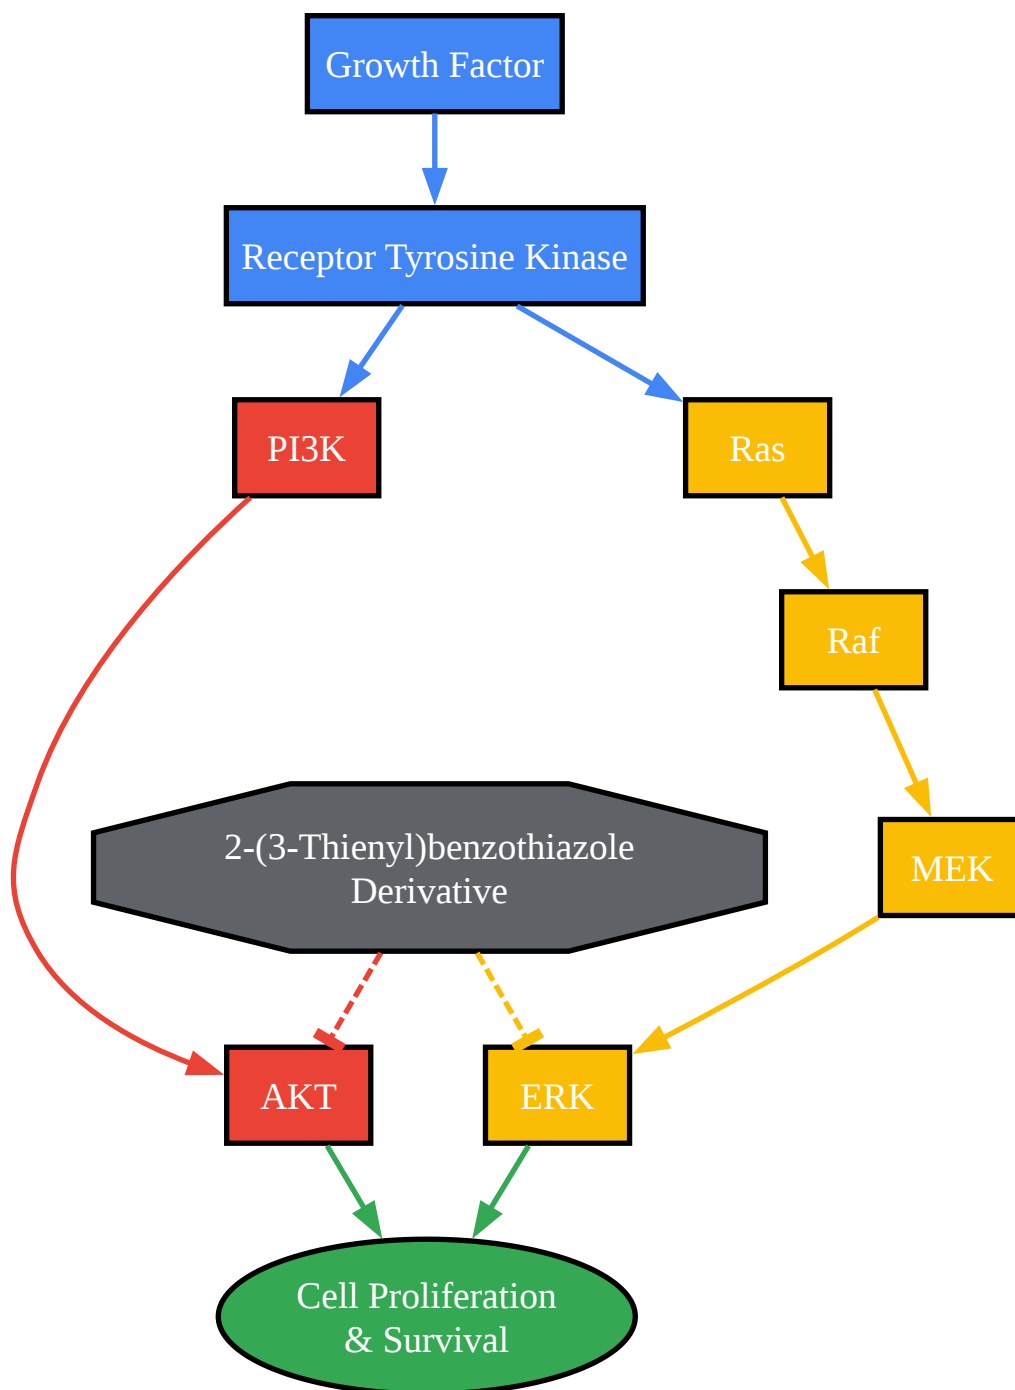 Growth Factor
Receptor Tyrosine Kinase
PI3K
Ras
Raf
2-(3-Thienyl)benzothiazole
Derivative
MEK
AKT
ERK
Cell Proliferation
& Survival